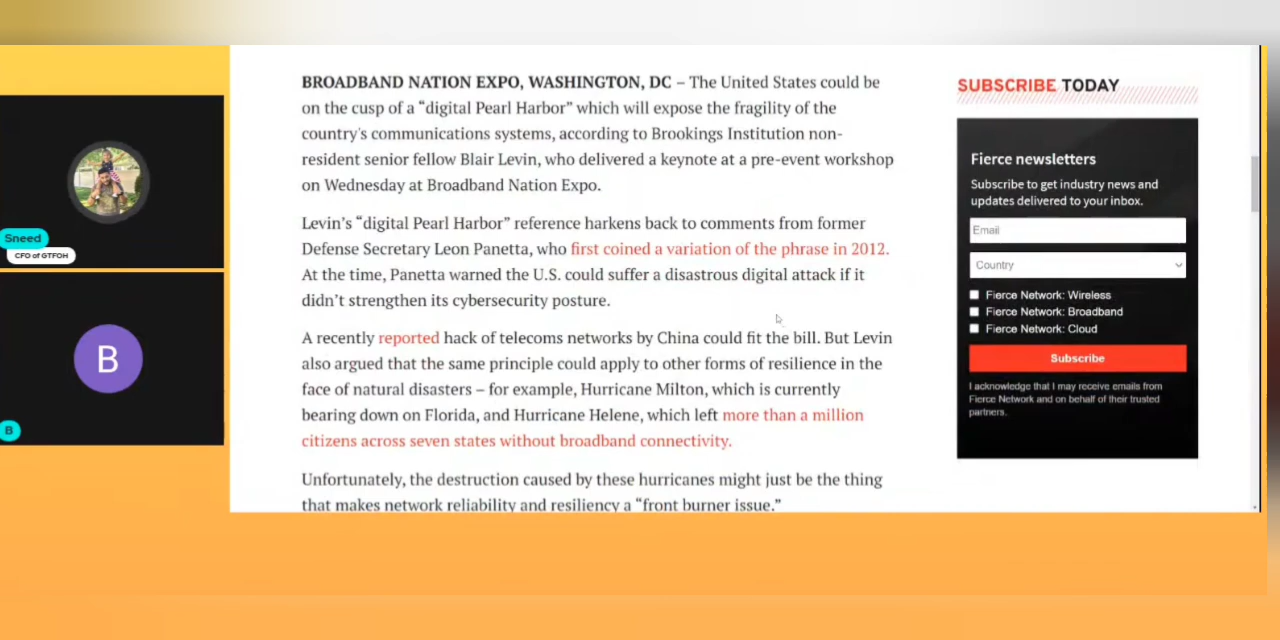 Sneed
CFO of GTFOH
B
B
BROADBAND NATION EXPO, WASHINGTON, DC – The United States could be
on the cusp of a “digital Pearl Harbor” which will expose the fragility of the
country's communications systems, according to Brookings Institution non-
resident senior fellow Blair Levin, who delivered a keynote at a pre-event workshop
on Wednesday at Broadband Nation Expo.
Levin’s “digital Pearl Harbor” reference harkens back to comments from former
Defense Secretary Leon Panetta, who first coined a variation of the phrase in 2012.
At the time, Panetta warned the U.S. could suffer a disastrous digital attack if it
didn’t strengthen its cybersecurity posture.
A recently reported hack of telecoms networks by China could fit the bill. But Levin
also argued that the same principle could apply to other forms of resilience in the
face of natural disasters – for example, Hurricane Milton, which is currently
bearing down on Florida, and Hurricane Helene, which left more than a million
citizens across seven states without broadband connectivity.
Unfortunately, the destruction caused by these hurricanes might just be the thing
that makes network reliability and resiliency a “front burner issue.”
SUBSCRIBE TODAY
Fierce newsletters
Subscribe to get industry news and
updates delivered to your inbox.
Email
Country
Fierce Network: Wireless
Fierce Network: Broadband
Fierce Network: Cloud
Subscribe
I acknowledge that I may receive emails from
Fierce Network and on behalf of their trusted
partners.